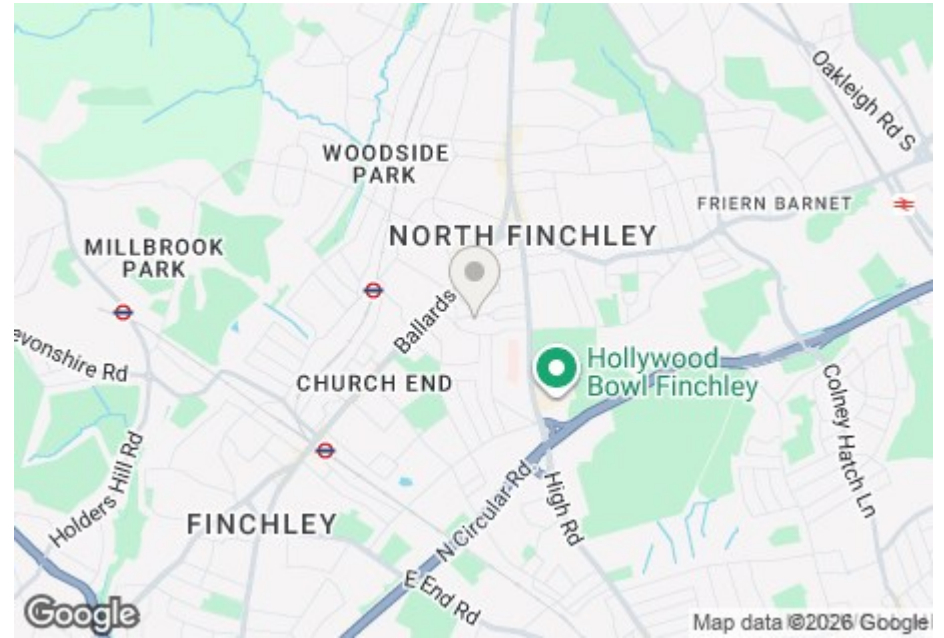 Oakleigh Rd S
WOODSIDE
PARK
FRIERN BARNET
NORTH FINCHLEY
MILLBROOK
PARK
Ballards
evonshire Rd
Hollywood
Bowl Finchley
CHURCH END
Colney Hatch Ln
Holders Hill Rd
N Circular Rd
High Rd
FINCHLEY
E End Rd
Google
Map data ©2026 Google